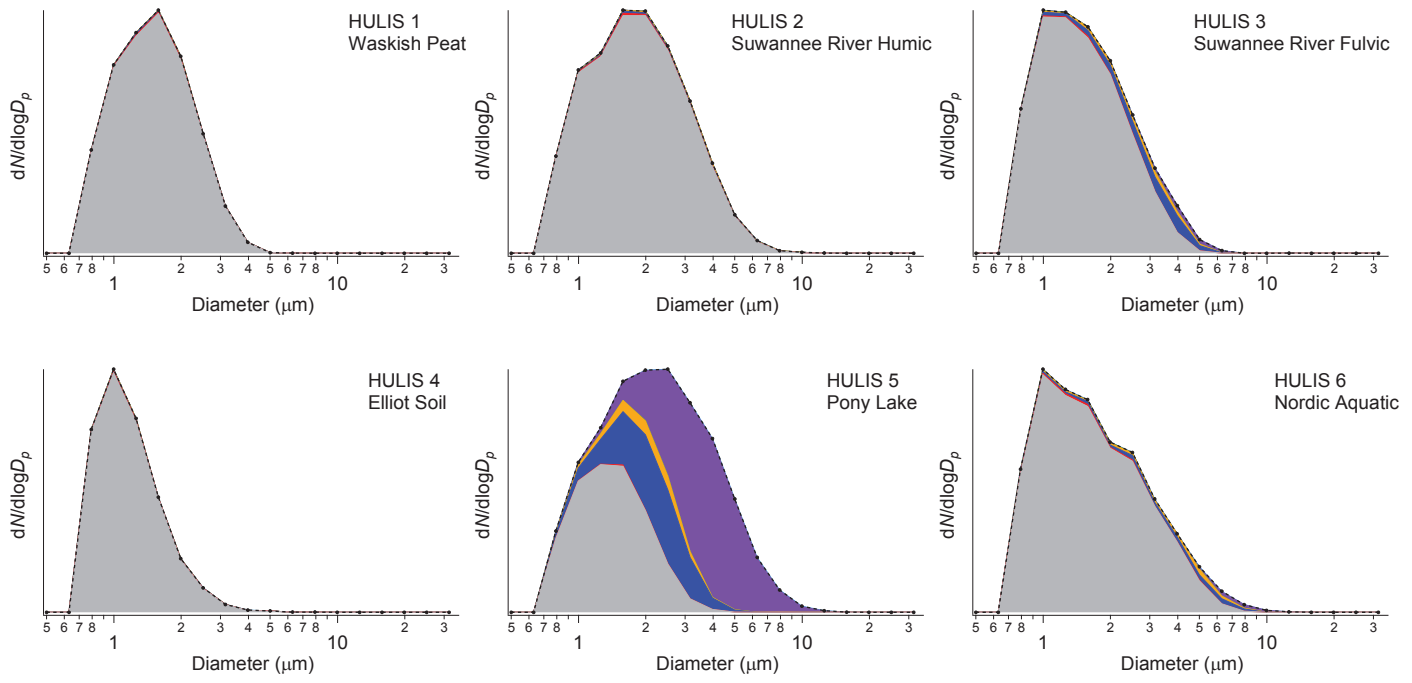 HULIS 1
Waskish Peat
dN/dlogDp
5 6 7 8 1 2 3 4 5 6 7 8 10 2 3
Diameter (μm)
HULIS 2
Suwannee River Humic
dN/dlogDp
5 6 7 8 1 2 3 4 5 6 7 8 10 2 3
Diameter (μm)
HULIS 3
Suwannee River Fulvic
dN/dlogDp
5 6 7 8 1 2 3 4 5 6 7 8 10 2 3
Diameter (μm)
HULIS 4
Elliot Soil
dN/dlogDp
5 6 7 8 1 2 3 4 5 6 7 8 10 2 3
Diameter (μm)
HULIS 5
Pony Lake
dN/dlogDp
5 6 7 8 1 2 3 4 5 6 7 8 10 2 3
Diameter (μm)
HULIS 6
Nordic Aquatic
dN/dlogDp
5 6 7 8 1 2 3 4 5 6 7 8 10 2 3
Diameter (μm)